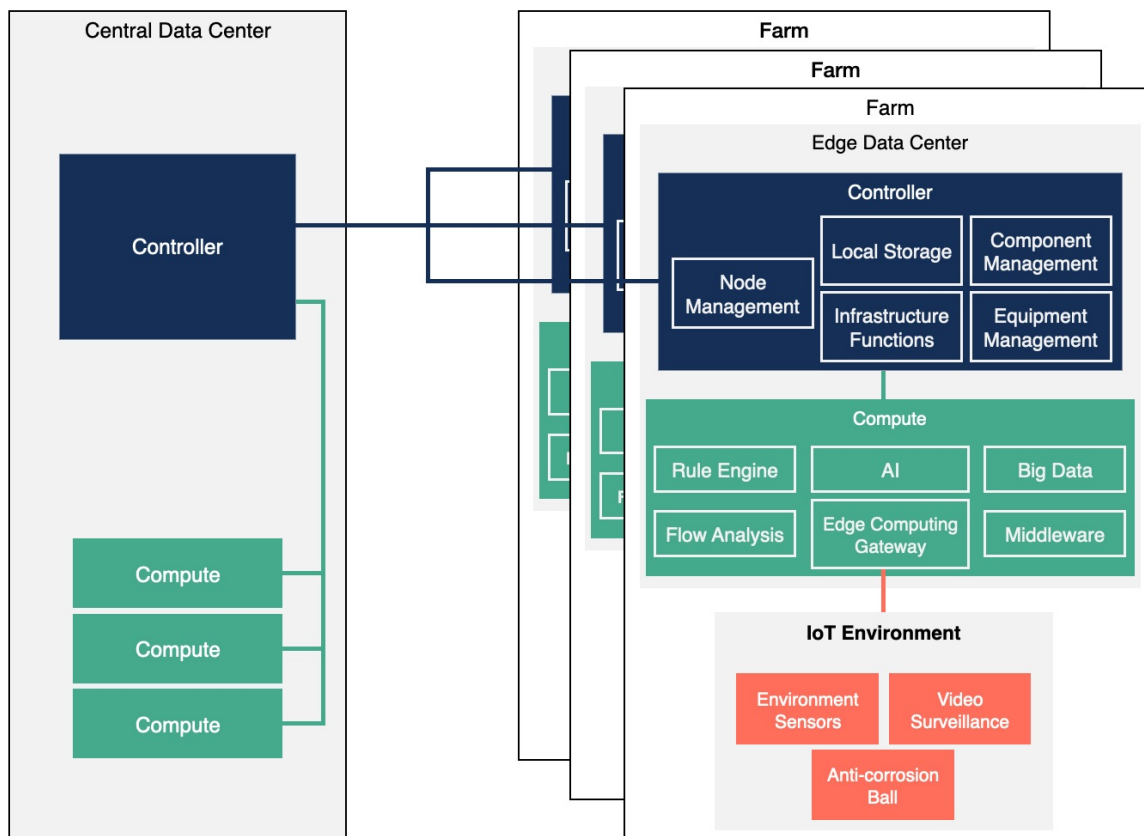 Central Data Center
Controller
Compute
Compute
Compute
Farm
Farm
Farm
Edge Data Center
Controller
Node
Management
Local Storage
Component
Management
Infrastructure
Functions
Equipment
Management
Compute
Rule Engine
AI
Big Data
Flow Analysis
Edge Computing
Gateway
Middleware
IoT Environment
Environment
Sensors
Video
Surveillance
Anti-corrosion
Ball